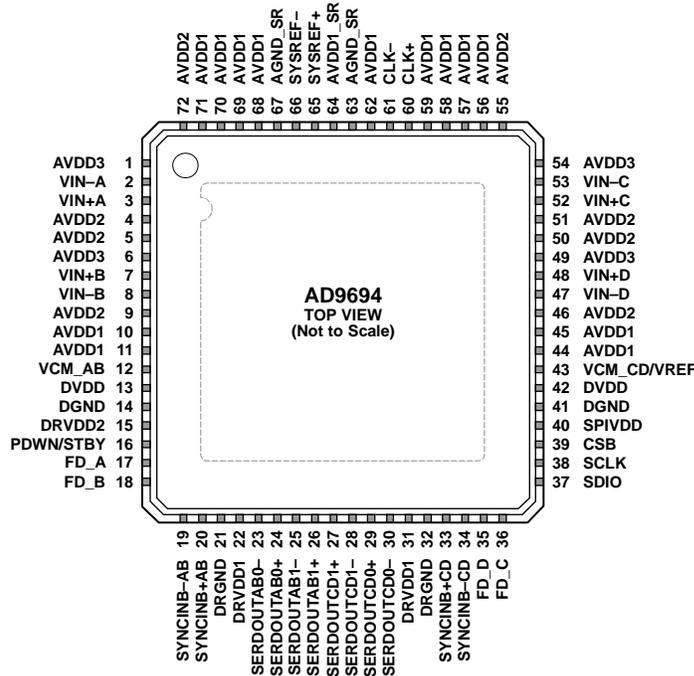 72 AVDD2
71 AVDD1
70 AVDD1
69 AVDD1
68 AVDD1
67 AGND_SR
66 SYSREF–
65 SYSREF+
64 AVDD1_SR
63 AGND_SR
62 AVDD1
61 CLK–
60 CLK+
59 AVDD1
58 AVDD1
57 AVDD1
56 AVDD1
55 AVDD2
AVDD3 1
VIN–A 2
VIN+A 3
AVDD2 4
AVDD2 5
AVDD3 6
VIN+B 7
VIN–B 8
AVDD2 9
AVDD1 10
AVDD1 11
VCM_AB 12
DVDD 13
DGND 14
DRVDD2 15
PDWN/STBY 16
FD_A 17
FD_B 18
AD9694
TOP VIEW
(Not to Scale)
54 AVDD3
53 VIN–C
52 VIN+C
51 AVDD2
50 AVDD2
49 AVDD3
48 VIN+D
47 VIN–D
46 AVDD2
45 AVDD1
44 AVDD1
43 VCM_CD/VREF
42 DVDD
41 DGND
40 SPIVDD
39 CSB
38 SCLK
37 SDIO
SYNCINB–AB 19
SYNCINB+AB 20
DRGND 21
DRVDD1 22
SERDOUTAB0– 23
SERDOUTAB0+ 24
SERDOUTAB1– 25
SERDOUTAB1+ 26
SERDOUTCD1+ 27
SERDOUTCD1– 28
SERDOUTCD0+ 29
SERDOUTCD0– 30
DRVDD1 31
DRGND 32
SYNCINB+CD 33
SYNCINB–CD 34
FD_D 35
FD_C 36